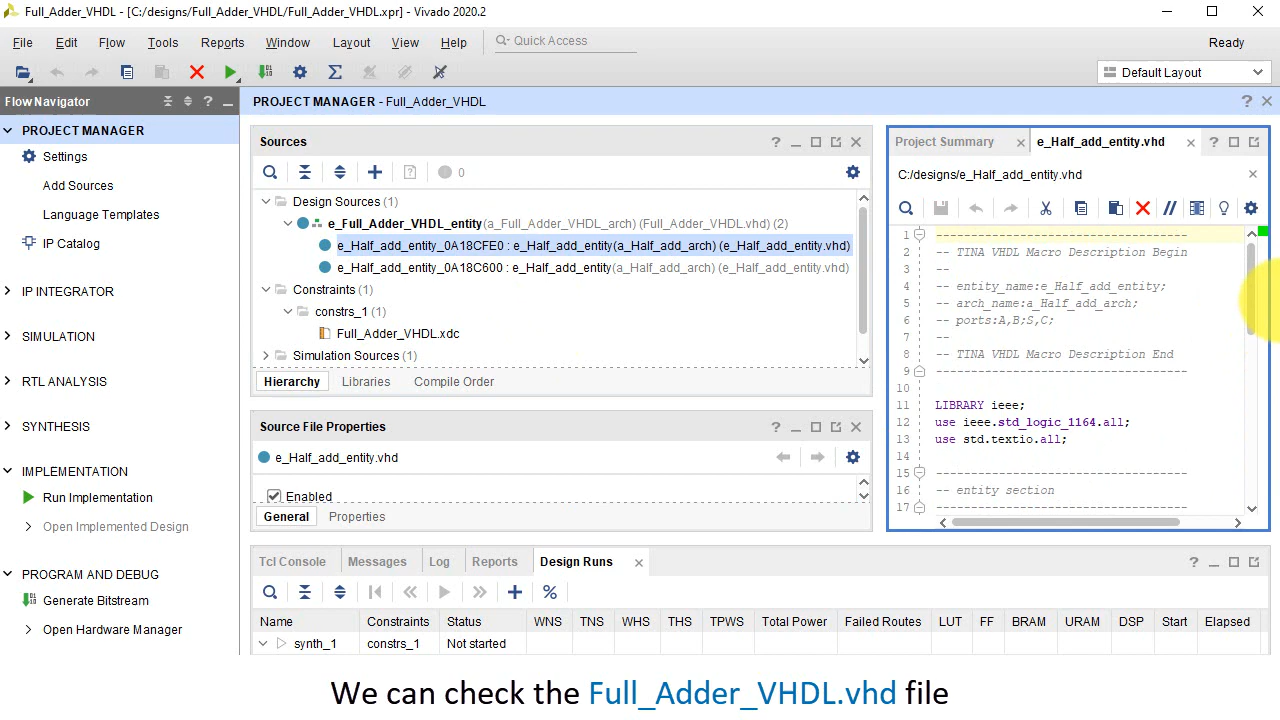 Full_Adder_VHDL - [C:/designs/Full_Adder_VHDL/Full_Adder_VHDL.xpr] - Vivado 2020.2
File Edit Flow Tools Reports Window Layout View Help Quick Access Ready
Default Layout
Flow Navigator
PROJECT MANAGER
Settings
Add Sources
Language Templates
IP Catalog
IP INTEGRATOR
SIMULATION
RTL ANALYSIS
SYNTHESIS
IMPLEMENTATION
Run Implementation
Open Implemented Design
PROGRAM AND DEBUG
Generate Bitstream
Open Hardware Manager
PROJECT MANAGER - Full_Adder_VHDL
Sources
0
Design Sources (1)
e_Full_Adder_VHDL_entity(a_Full_Adder_VHDL_arch) (Full_Adder_VHDL.vhd) (2)
e_Half_add_entity_0A18CFE0 : e_Half_add_entity(a_Half_add_arch) (e_Half_add_entity.vhd)
e_Half_add_entity_0A18C600 : e_Half_add_entity(a_Half_add_arch) (e_Half_add_entity.vhd)
Constraints (1)
constrs_1 (1)
Full_Adder_VHDL.xdc
Simulation Sources (1)
Hierarchy Libraries Compile Order
Source File Properties
e_Half_add_entity.vhd
Enabled
General Properties
Project Summary e_Half_add_entity.vhd
C:/designs/e_Half_add_entity.vhd
1 ----------------------------------
2 -- TINA VHDL Macro Description Begin
3 --
4 -- entity_name:e_Half_add_entity;
5 -- arch_name:a_Half_add_arch;
6 -- ports:A,B;S,C;
7 --
8 -- TINA VHDL Macro Description End
9 ----------------------------------
10
11 LIBRARY ieee;
12 use ieee.std_logic_1164.all;
13 use std.textio.all;
14
15 ----------------------------------
16 -- entity section
17 ----------------------------------
Tcl Console Messages Log Reports Design Runs
Name Constraints Status WNS TNS WHS THS TPWS Total Power Failed Routes LUT FF BRAM URAM DSP Start Elapsed
synth_1 constrs_1 Not started
We can check the Full_Adder_VHDL.vhd file